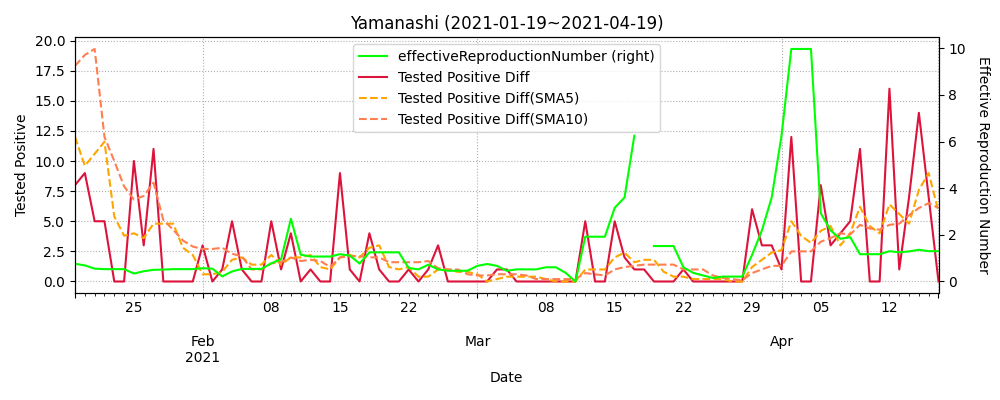 Yamanashi (2021-01-19~2021-04-19)
effectiveReproductionNumber (right)
Tested Positive Diff
Tested Positive Diff(SMA5)
Tested Positive Diff(SMA10)
Tested Positive
20.0
17.5
15.0
12.5
10.0
7.5
5.0
2.5
0.0
Effective Reproduction Number
10
8
6
4
2
0
25 08 15 22 08 15 22 29 05 12
Feb Mar Apr
2021
Date